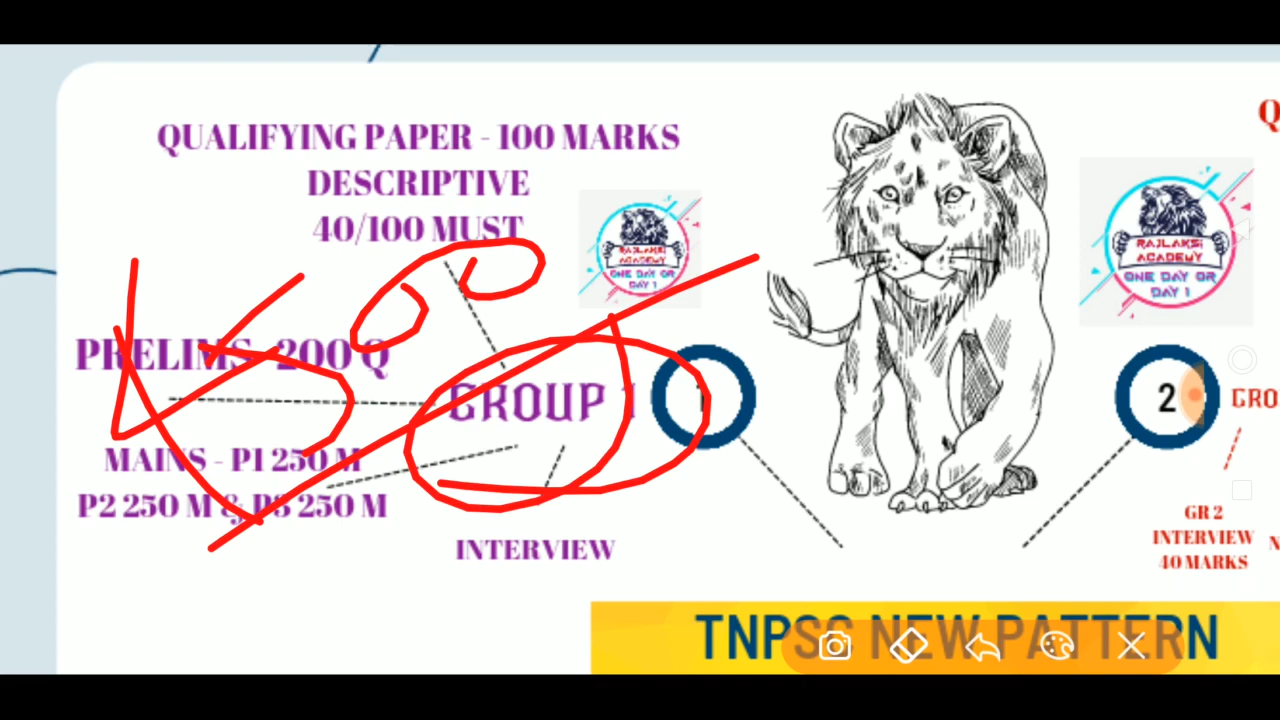 QUALIFYING PAPER - 100 MARKS
DESCRIPTIVE
40/100 MUST
PRELIMS- 200 Q
GROUP 1
MAINS - P1 250 M
P2 250 M & P3 250 M
INTERVIEW
RAJLAKSI
ACADEMY
ONE DAY OR
DAY 1
1
RAJLAKSI
ACADEMY
ONE DAY OR
DAY 1
2
GRO
GR 2
INTERVIEW
40 MARKS
N
Q
TNPSC NEW PATTERN